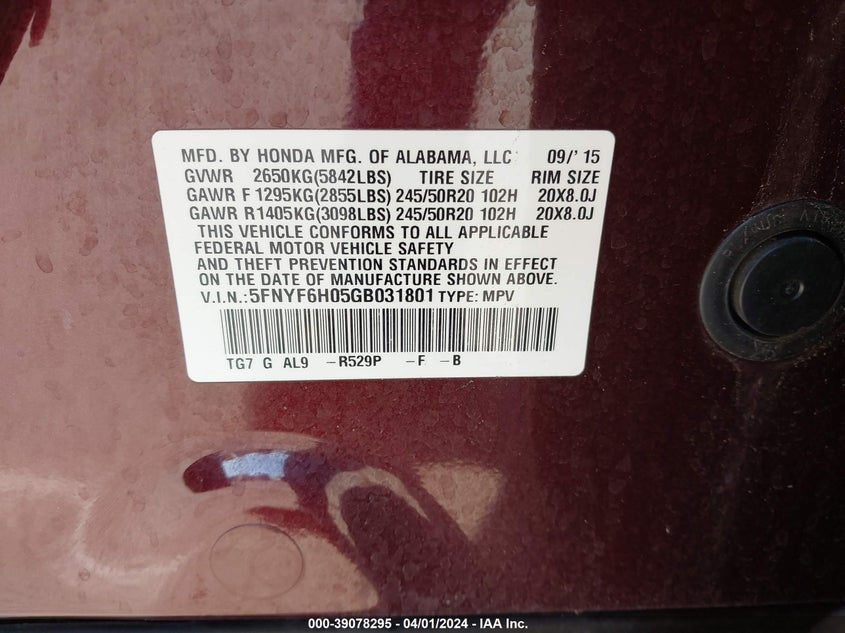 MFD. BY HONDA MFG. OF ALABAMA, LLC 09/' 15
GVWR 2650KG(5842LBS) TIRE SIZE RIM SIZE
GAWR F 1295KG(2855LBS) 245/50R20 102H 20X8.0J
GAWR R1405KG(3098LBS) 245/50R20 102H 20X8.0J
THIS VEHICLE CONFORMS TO ALL APPLICABLE
FEDERAL MOTOR VEHICLE SAFETY
AND THEFT PREVENTION STANDARDS IN EFFECT
ON THE DATE OF MANUFACTURE SHOWN ABOVE.
V.I.N.:5FNYF6H05GB031801 TYPE: MPV
TG7 G AL9 -R529P -F -B
000-39078295 - 04/01/2024 - IAA Inc.